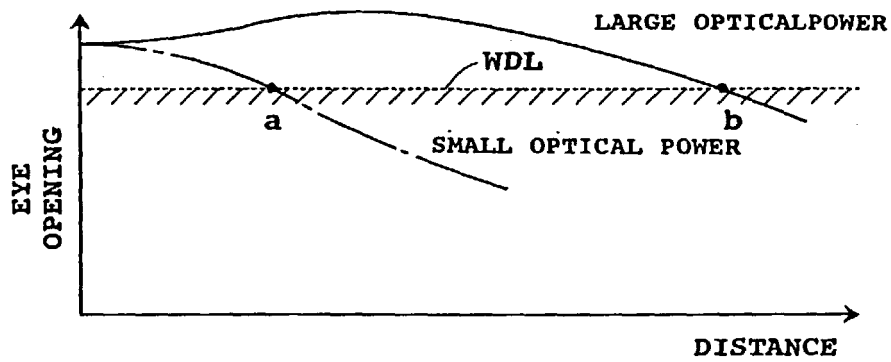 LARGE OPTICALPOWER
WDL
a
b
SMALL OPTICAL POWER
EYE
OPENING
DISTANCE